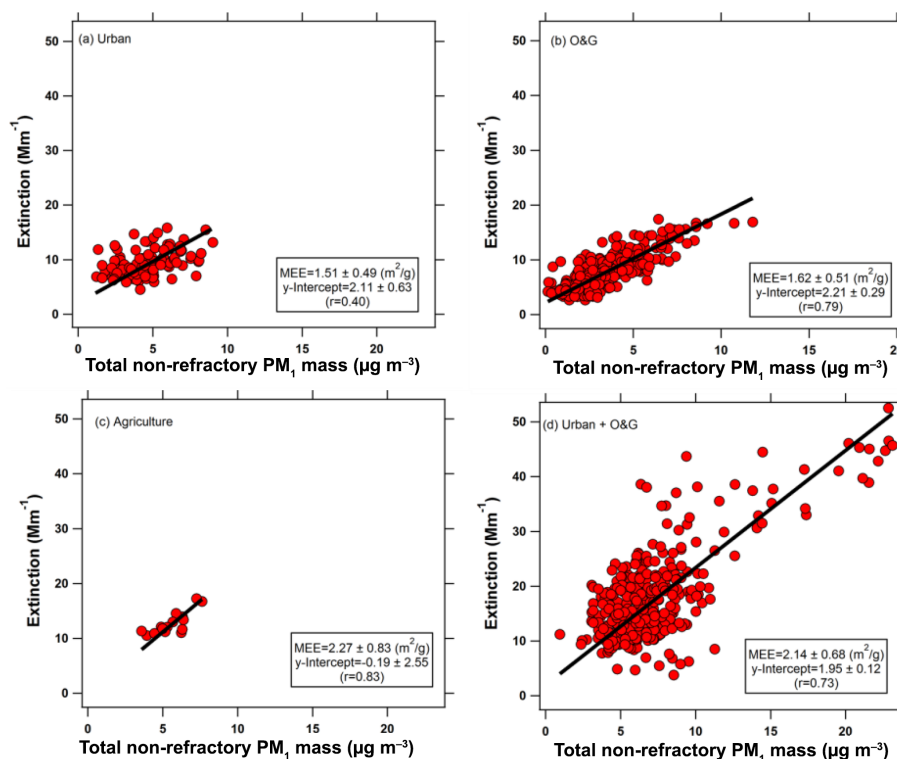 (a) Urban
50
40
30
20
10
0
Extinction (Mm⁻¹)
MEE=1.51 ± 0.49 (m²/g)
y-Intercept=2.11 ± 0.63
(r=0.40)
0 5 10 15 20
Total non-refractory PM₁ mass (µg m⁻³)
(b) O&G
50
40
30
20
10
0
Extinction (Mm⁻¹)
MEE=1.62 ± 0.51 (m²/g)
y-Intercept=2.21 ± 0.29
(r=0.79)
0 5 10 15 20
Total non-refractory PM₁ mass (µg m⁻³)
(c) Agriculture
50
40
30
20
10
0
Extinction (Mm⁻¹)
MEE=2.27 ± 0.83 (m²/g)
y-Intercept=-0.19 ± 2.55
(r=0.83)
0 5 10 15 20
Total non-refractory PM₁ mass (µg m⁻³)
(d) Urban + O&G
50
40
30
20
10
0
Extinction (Mm⁻¹)
MEE=2.14 ± 0.68 (m²/g)
y-Intercept=1.95 ± 0.12
(r=0.73)
0 5 10 15 20
Total non-refractory PM₁ mass (µg m⁻³)